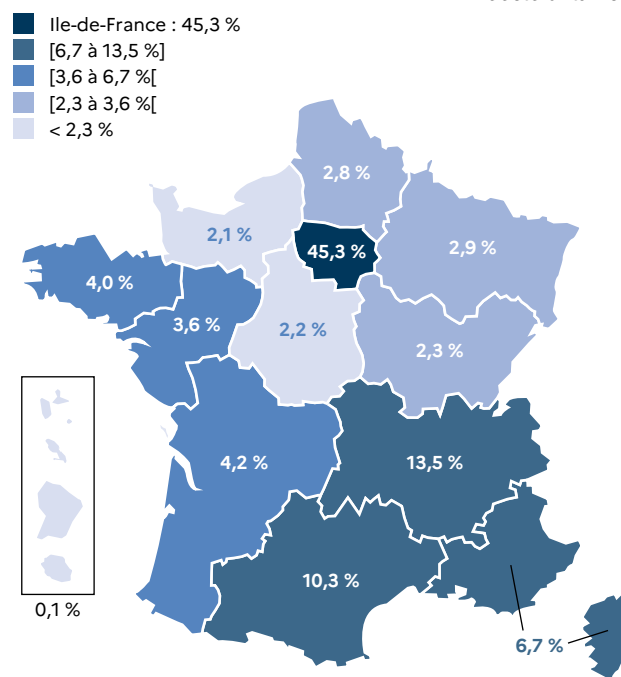 Ile-de-France : 45,3 %
[6,7 à 13,5 %]
[3,6 à 6,7 %[
[2,3 à 3,6 %[
< 2,3 %
2,8 %
2,1 %
45,3 %
2,9 %
4,0 %
3,6 %
2,2 %
2,3 %
4,2 %
13,5 %
10,3 %
0,1 %
6,7 %